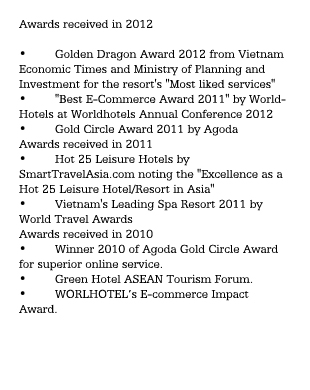 Awards received in 2012
• Golden Dragon Award 2012 from Vietnam
Economic Times and Ministry of Planning and
Investment for the resort's "Most liked services"
• "Best E-Commerce Award 2011" by World-
Hotels at Worldhotels Annual Conference 2012
• Gold Circle Award 2011 by Agoda
Awards received in 2011
• Hot 25 Leisure Hotels by
SmartTravelAsia.com noting the "Excellence as a
Hot 25 Leisure Hotel/Resort in Asia"
• Vietnam's Leading Spa Resort 2011 by
World Travel Awards
Awards received in 2010
• Winner 2010 of Agoda Gold Circle Award
for superior online service.
• Green Hotel ASEAN Tourism Forum.
• WORLHOTEL’s E-commerce Impact
Award.